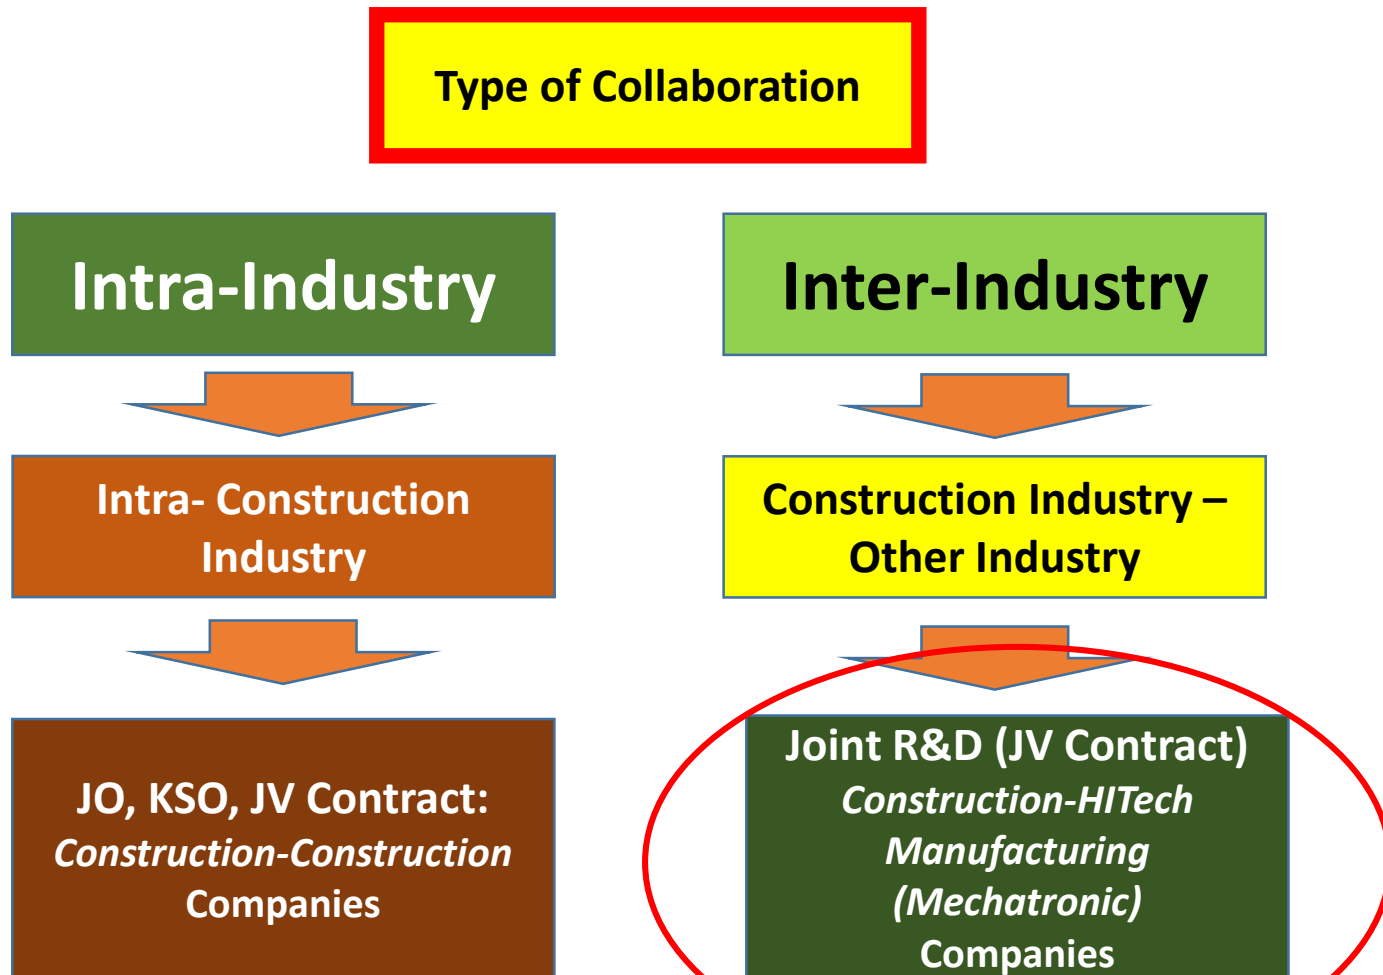 Type of Collaboration
Intra-Industry
Inter-Industry
Intra- Construction
Industry
Construction Industry –
Other Industry
JO, KSO, JV Contract:
Construction-Construction
Companies
Joint R&D (JV Contract)
Construction-HITech
Manufacturing
(Mechatronic)
Companies